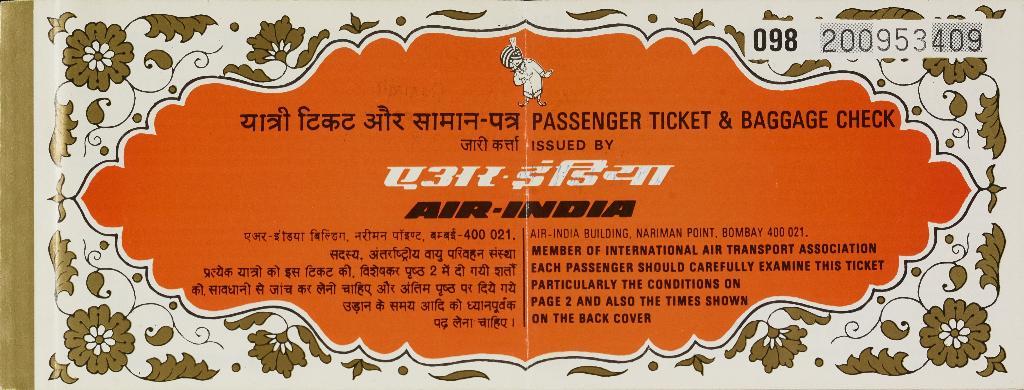 098 200953409
यात्री टिकट और सामान-पत्र PASSENGER TICKET & BAGGAGE CHECK
जारी कर्त्ता ISSUED BY
एअर-इंडिया
AIR-INDIA
एअर-इंडिया बिल्डिंग, नरीमन पॉइण्ट, बम्बई-400 021. AIR-INDIA BUILDING, NARIMAN POINT, BOMBAY 400 021.
सदस्य, अंतर्राष्ट्रीय वायु परिवहन संस्था MEMBER OF INTERNATIONAL AIR TRANSPORT ASSOCIATION
प्रत्येक यात्री को इस टिकट की, विशेषकर पृष्ठ 2 में दी गयी शर्तों EACH PASSENGER SHOULD CAREFULLY EXAMINE THIS TICKET
की, सावधानी से जांच कर लेनी चाहिए और अंतिम पृष्ठ पर दिये गये PARTICULARLY THE CONDITIONS ON
उड़ान के समय आदि को ध्यानपूर्वक PAGE 2 AND ALSO THE TIMES SHOWN
पढ़ लेना चाहिए। ON THE BACK COVER